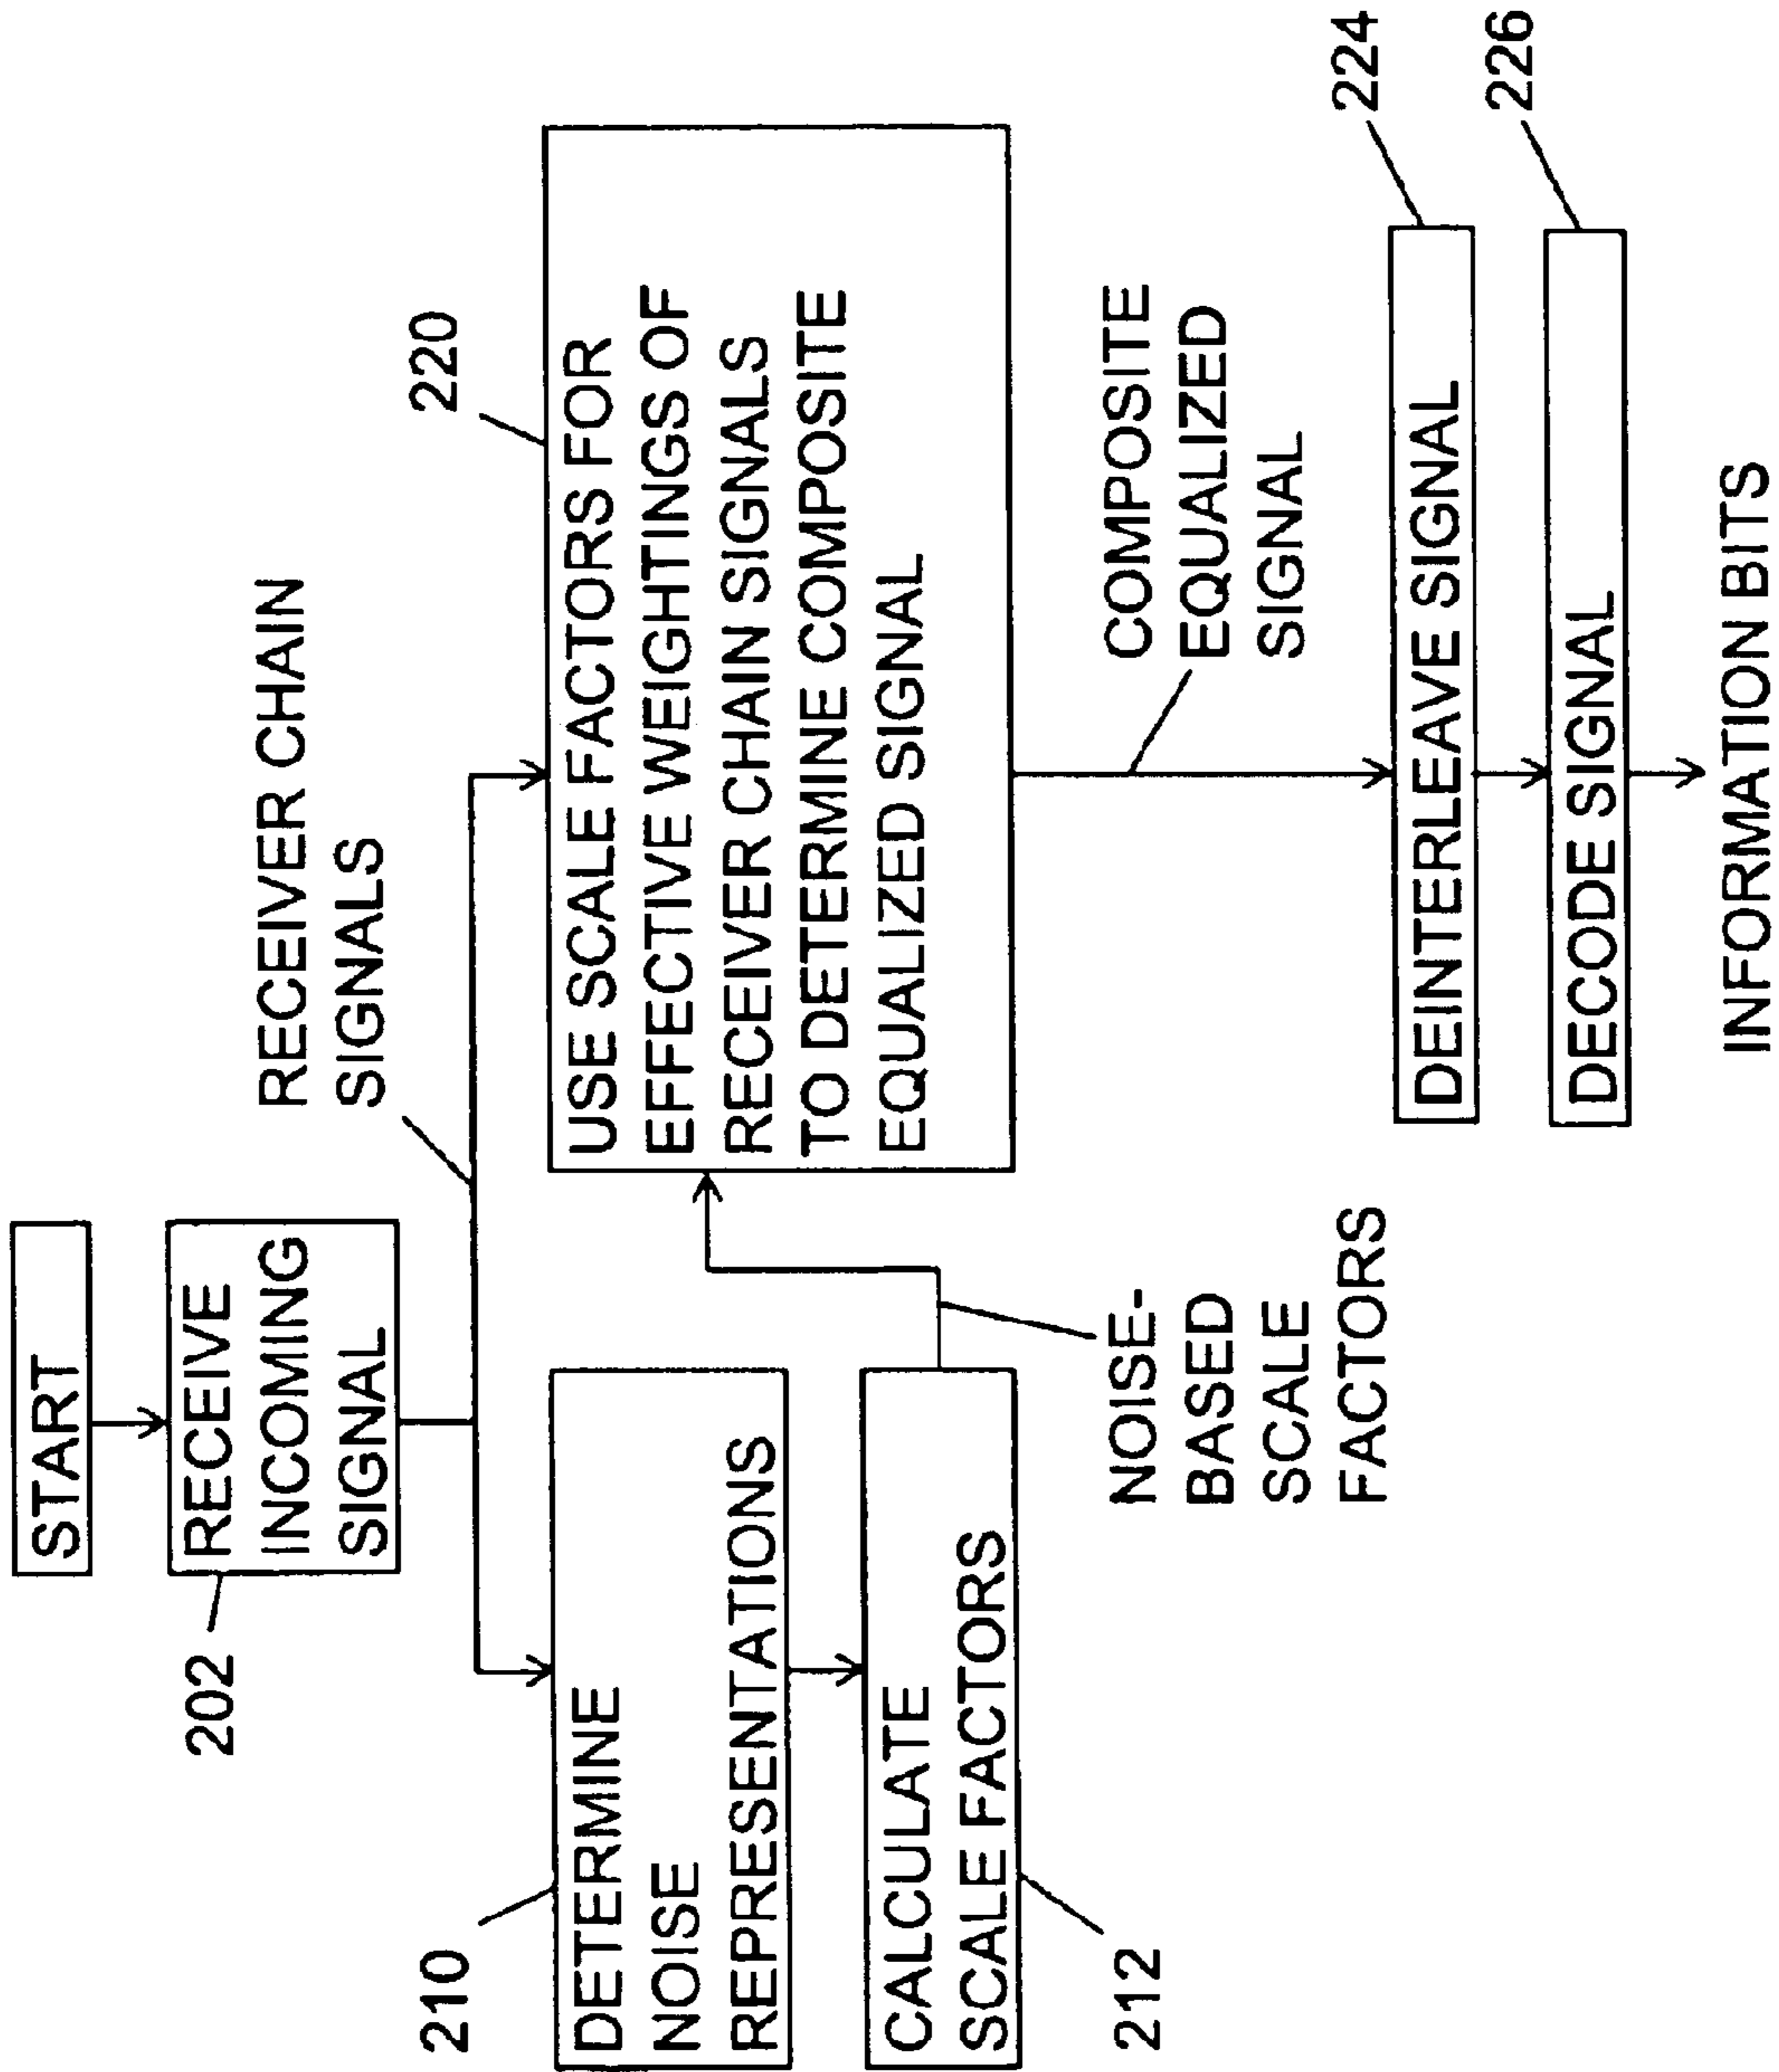 START
202
RECEIVE
INCOMING
SIGNAL
RECEIVER CHAIN
SIGNALS
210
DETERMINE
NOISE
REPRESENTATIONS
220
USE SCALE FACTORS FOR
EFFECTIVE WEIGHTINGS OF
RECEIVER CHAIN SIGNALS
TO DETERMINE COMPOSITE
EQUALIZED SIGNAL
CALCULATE
SCALE FACTORS
212
NOISE-
BASED
SCALE
FACTORS
COMPOSITE
EQUALIZED
SIGNAL
224
DEINTERLEAVE SIGNAL
226
DECODE SIGNAL
INFORMATION BITS